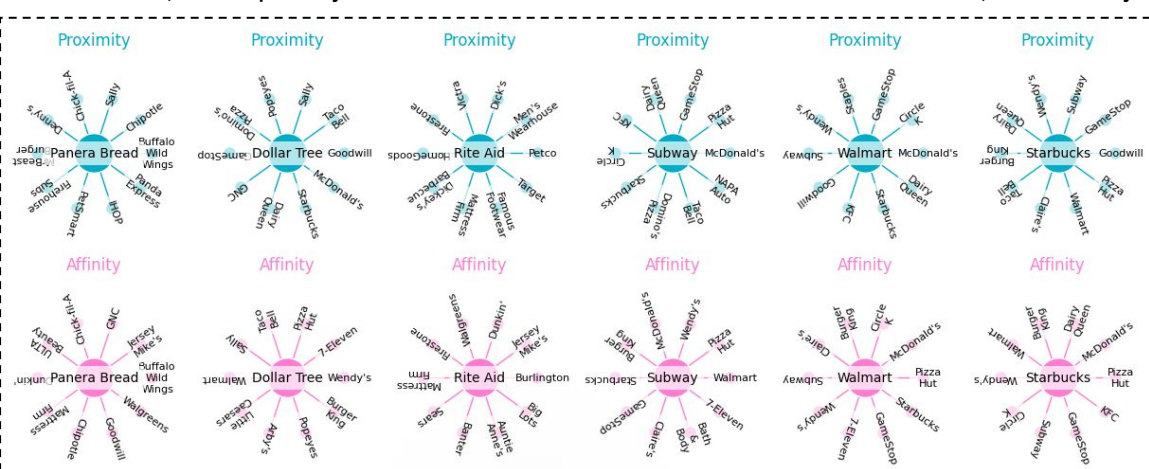 Proximity
Proximity
Proximity
Proximity
Proximity
Proximity
Panera Bread
Buffalo
Wild
Wings
Chipotle
Sally
Chick-fil-A
Denny's
Burger
Firehouse
Subs
PetSmart
IHOP
Panda
Express
Dollar Tree
Goodwill
Taco
Bell
Sally
Popeyes
Domino's
Pizza
GameStop
GNC
Dairy
Queen
Starbucks
McDonald's
Rite Aid
Petco
Men's
Wearhouse
Dick's
Vectra
Firestone
HomeGoods
Dickey's
Barbecue
Mattress
Firm
Famous
Footwear
Target
Subway
McDonald's
Pizza
Hut
GameStop
Dairy
Queen
KFC
Circle
K
Starbucks
Domino's
Pizza
Taco
Bell
NAPA
Auto
Walmart
McDonald's
Circle
K
GameStop
Staples
Wendy's
Subway
Goodwill
KFC
Starbucks
Dairy
Queen
Starbucks
Goodwill
GameStop
Subway
Wendy's
Dairy
Queen
Burger
King
Taco
Bell
Claire's
Walmart
Pizza
Hut
Affinity
Affinity
Affinity
Affinity
Affinity
Affinity
Panera Bread
Buffalo
Wild
Wings
Jersey
Mike's
GNC
Chick-fil-A
ULTA
Beauty
Dunkin'
Mattress
Firm
Chipotle
Goodwill
Walgreens
Dollar Tree
Wendy's
7-Eleven
Pizza
Hut
Taco
Bell
Sally
Walmart
Little
Caesars
Arby's
Popeyes
Burger
King
Rite Aid
Burlington
Jersey
Mike's
Dunkin'
Walgreens
Firestone
Mattress
Firm
Sears
Banter
Auntie
Anne's
Big
Lots
Subway
Walmart
Pizza
Hut
Wendy's
McDonald's
Burger
King
Starbucks
GameStop
Claire's
Bath
&
Body
7-Eleven
Walmart
Pizza
Hut
McDonald's
Circle
K
Burger
King
Claire's
Subway
Wendy's
7-Eleven
GameStop
Starbucks
Starbucks
Pizza
Hut
McDonald's
Dairy
Queen
Burger
King
Walmart
Wendy's
Circle
K
Subway
GameStop
KFC